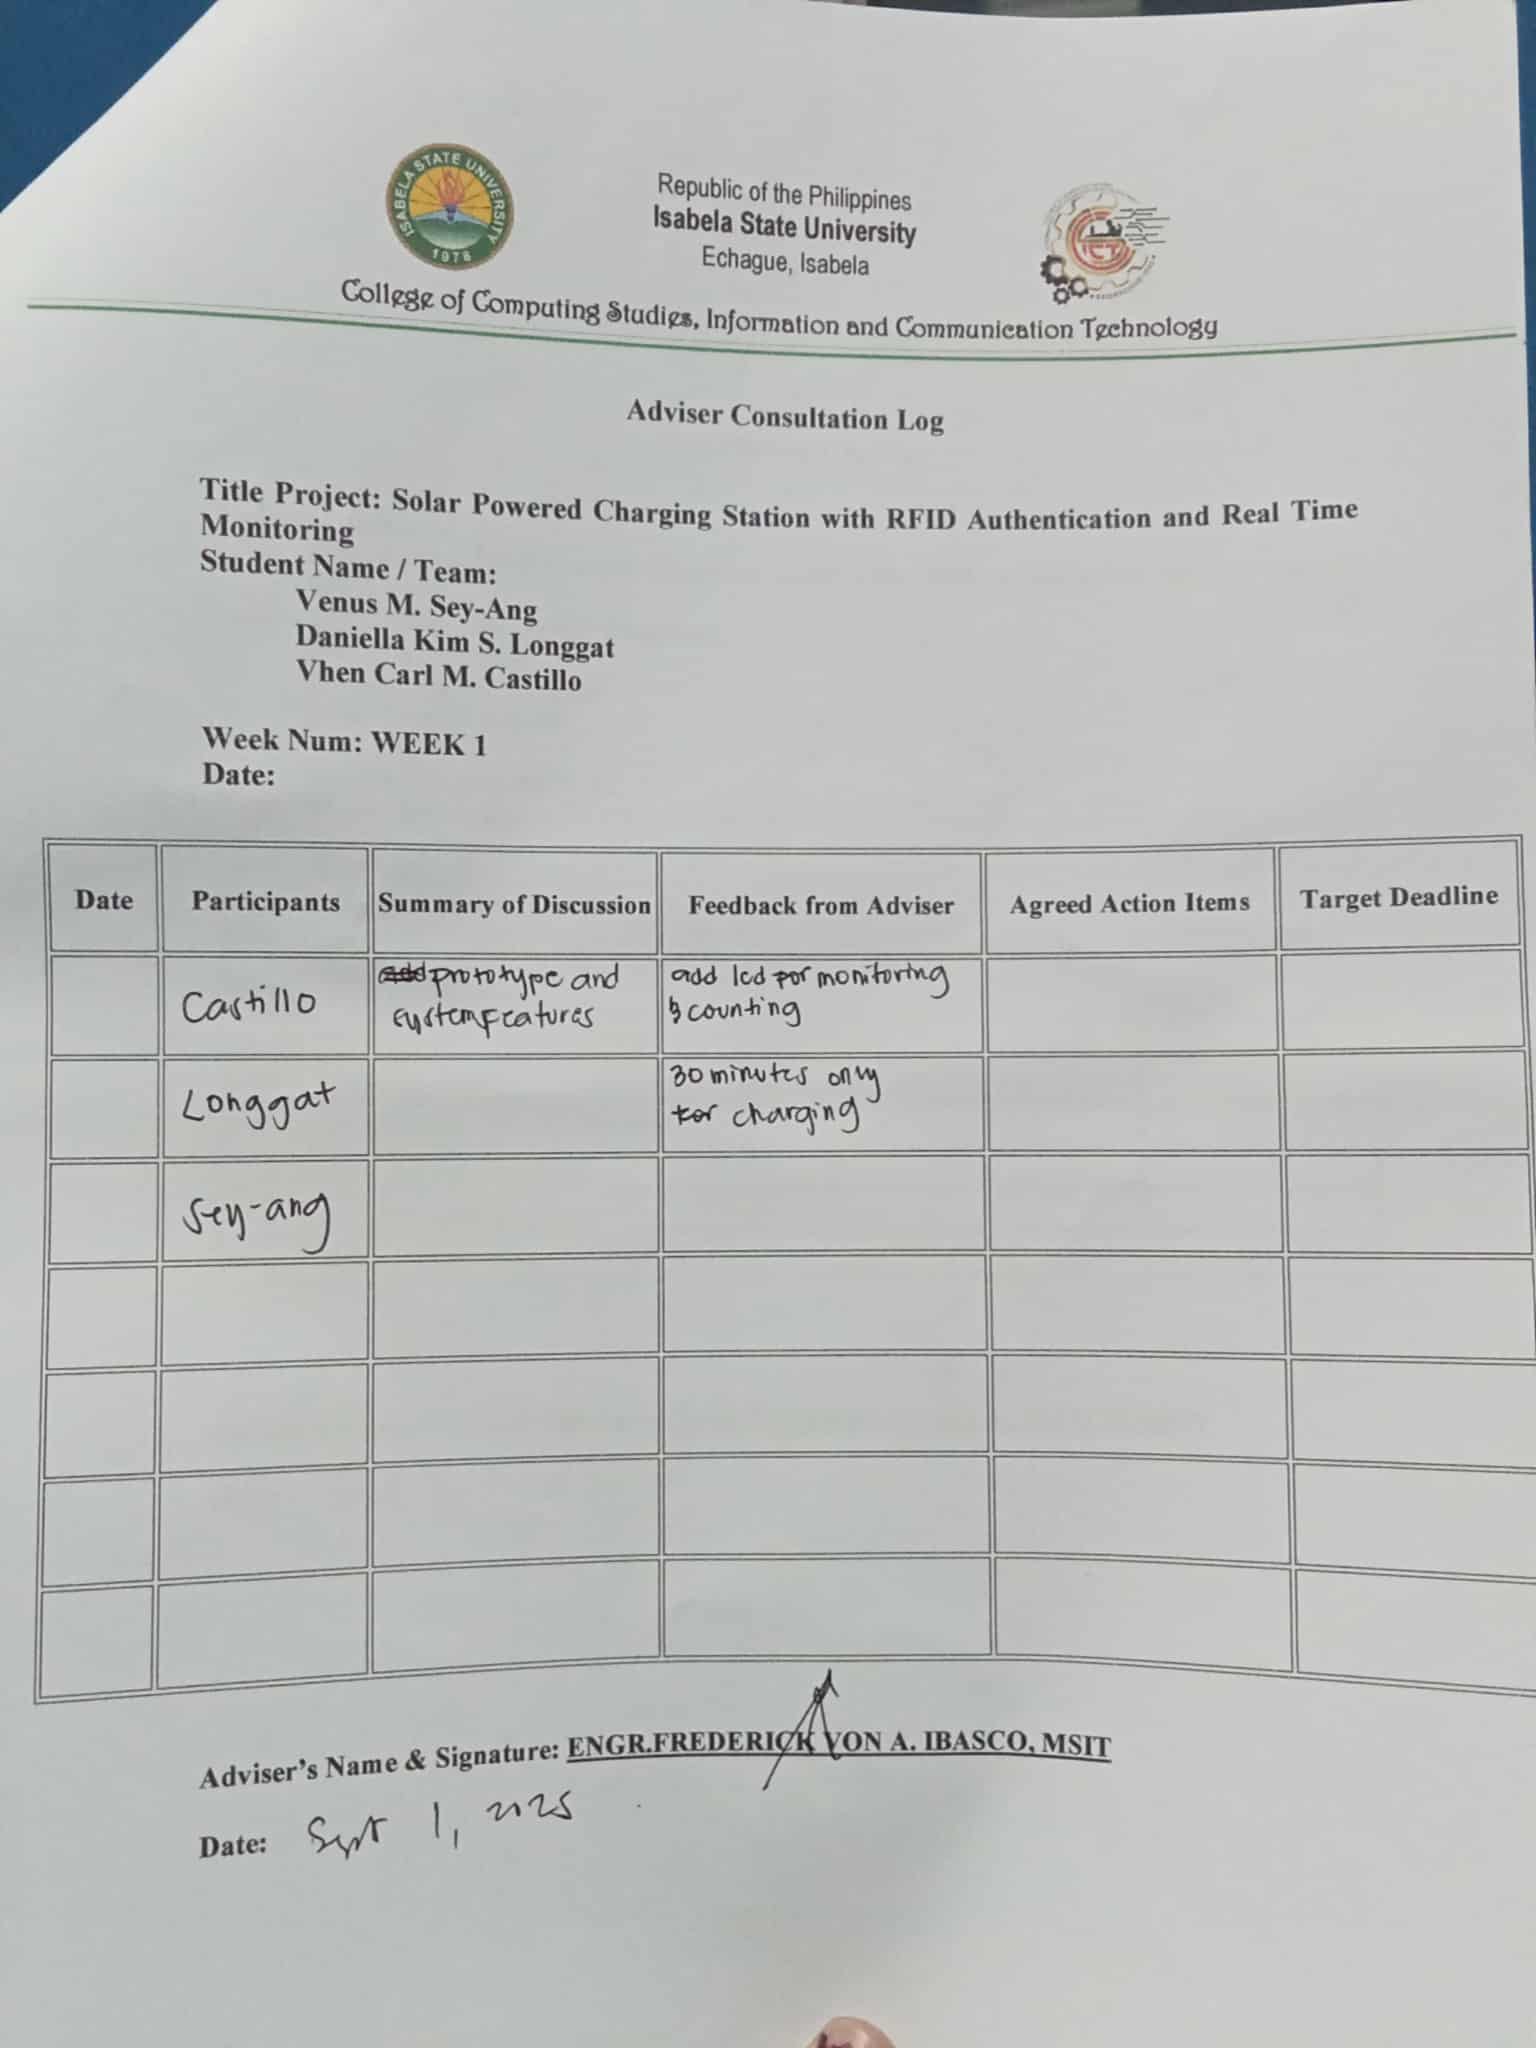 ISABELA STATE UNIVERSITY
1978
Republic of the Philippines
Isabela State University
Echague, Isabela
ICT
College of Computing Studies, Information and Communication Technology
Adviser Consultation Log
Title Project: Solar Powered Charging Station with RFID Authentication and Real Time
Monitoring
Student Name / Team:
Venus M. Sey-Ang
Daniella Kim S. Longgat
Vhen Carl M. Castillo
Week Num: WEEK 1
Date:
Date Participants Summary of Discussion Feedback from Adviser Agreed Action Items Target Deadline
Castillo
prototype and
system features
add lcd for monitoring
& counting
Longgat
30 minutes only
for charging
Sey-ang
Adviser's Name & Signature: ENGR.FREDERICK VON A. IBASCO, MSIT
Date: Sept 1, 2025